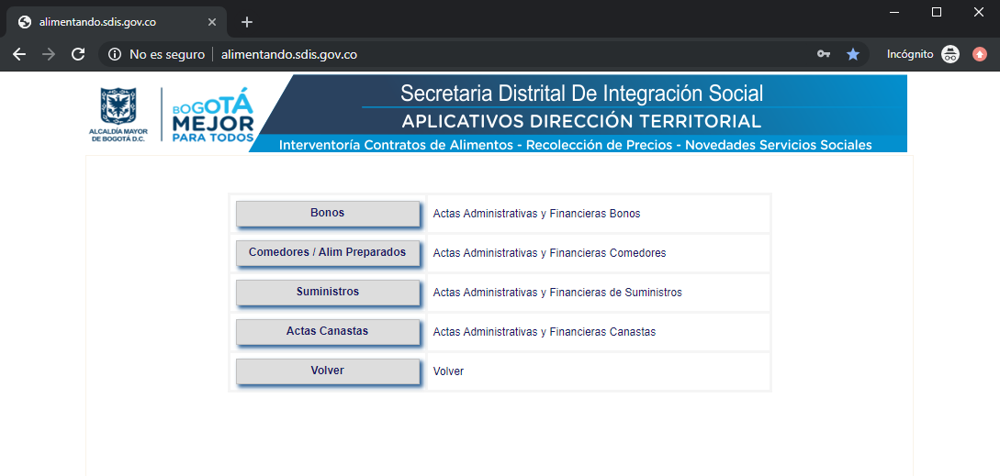 alimentando.sdis.gov.co
No es seguro alimentando.sdis.gov.co Incógnito
ALCALDÍA MAYOR
DE BOGOTÁ D.C.
BOGOTÁ
MEJOR
PARA TODOS
Secretaria Distrital De Integración Social
APLICATIVOS DIRECCIÓN TERRITORIAL
Interventoría Contratos de Alimentos - Recolección de Precios - Novedades Servicios Sociales
Bonos Actas Administrativas y Financieras Bonos
Comedores / Alim Preparados Actas Administrativas y Financieras Comedores
Suministros Actas Administrativas y Financieras de Suministros
Actas Canastas Actas Administrativas y Financieras Canastas
Volver Volver